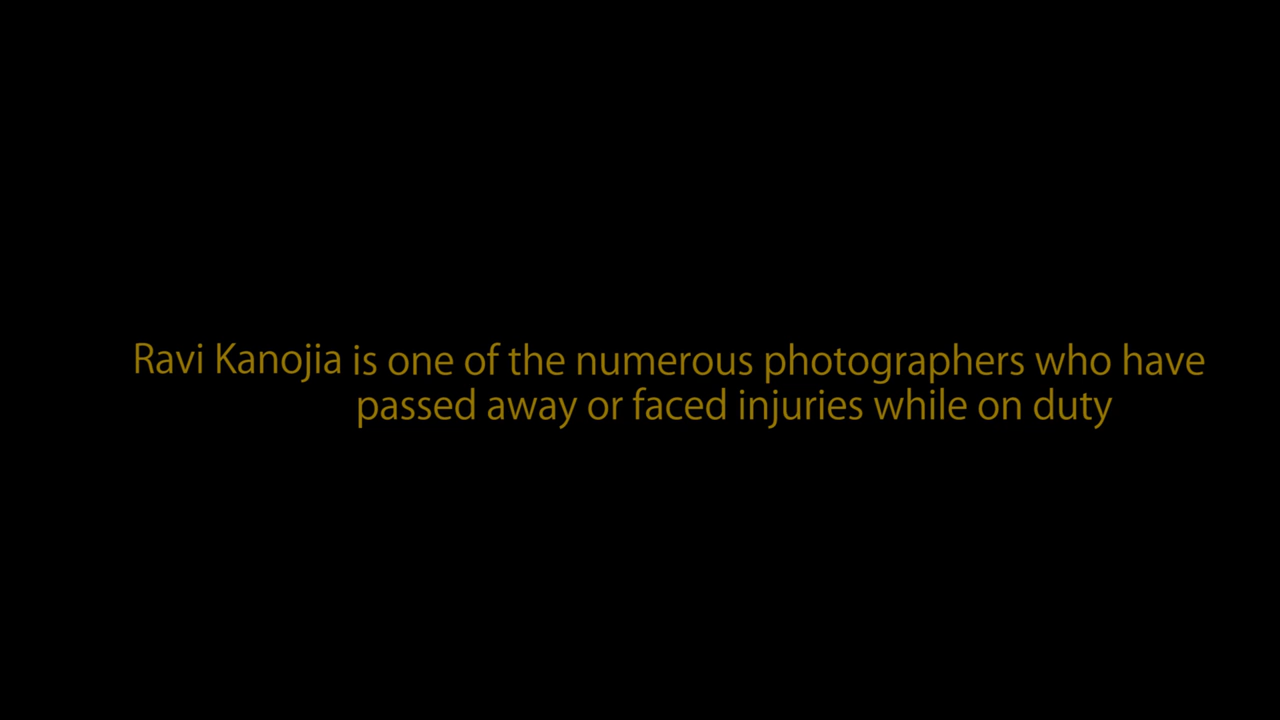 Ravi Kanojia is one of the numerous photographers who have
passed away or faced injuries while on duty